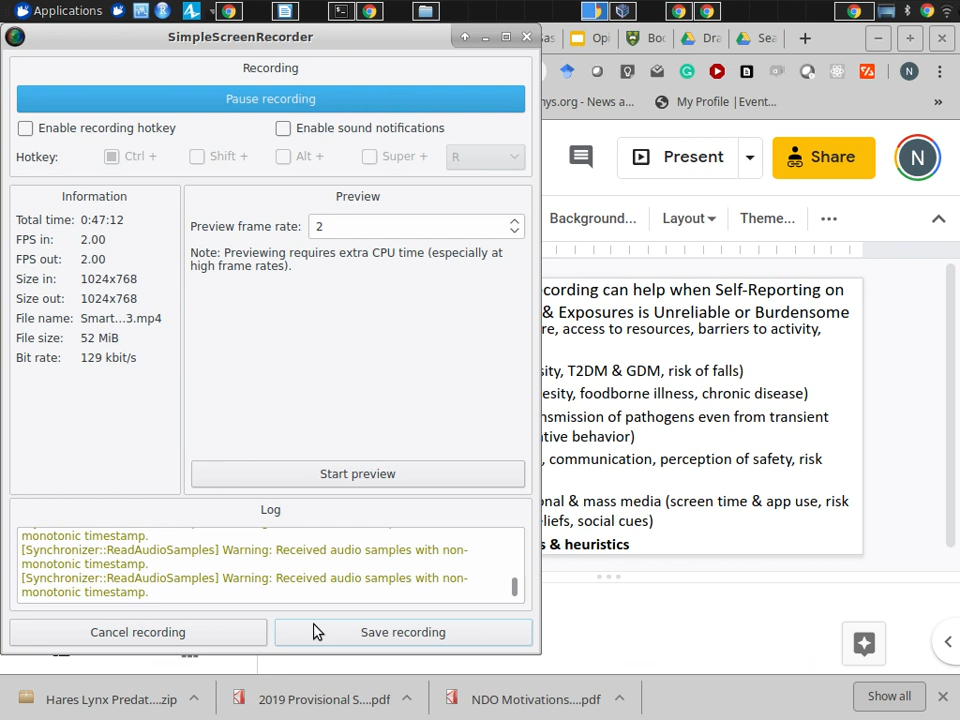 Applications
SimpleScreenRecorder
Opi
Boo
Dra
Sea
Recording
Pause recording
Enable recording hotkey
Enable sound notifications
Hotkey:
Ctrl +
Shift +
Alt +
Super +
R
nys.org - News a...
My Profile |Event...
»
N
Present
Share
N
Background...
Layout
Theme...
Information
Total time: 0:47:12
FPS in: 2.00
FPS out: 2.00
Size in: 1024x768
Size out: 1024x768
File name: Smart...3.mp4
File size: 52 MiB
Bit rate: 129 kbit/s
Preview
Preview frame rate: 2
Note: Previewing requires extra CPU time (especially at
high frame rates).
Start preview
cording can help when Self-Reporting on
& Exposures is Unreliable or Burdensome
re, access to resources, barriers to activity,
sity, T2DM & GDM, risk of falls)
esity, foodborne illness, chronic disease)
nsmission of pathogens even from transient
ative behavior)
, communication, perception of safety, risk
nal & mass media (screen time & app use, risk
liefs, social cues)
s & heuristics
Log
monotonic timestamp.
[Synchronizer::ReadAudioSamples] Warning: Received audio samples with non-
monotonic timestamp.
[Synchronizer::ReadAudioSamples] Warning: Received audio samples with non-
monotonic timestamp.
Cancel recording
Save recording
Hares Lynx Predat....zip
2019 Provisional S....pdf
NDO Motivations....pdf
Show all